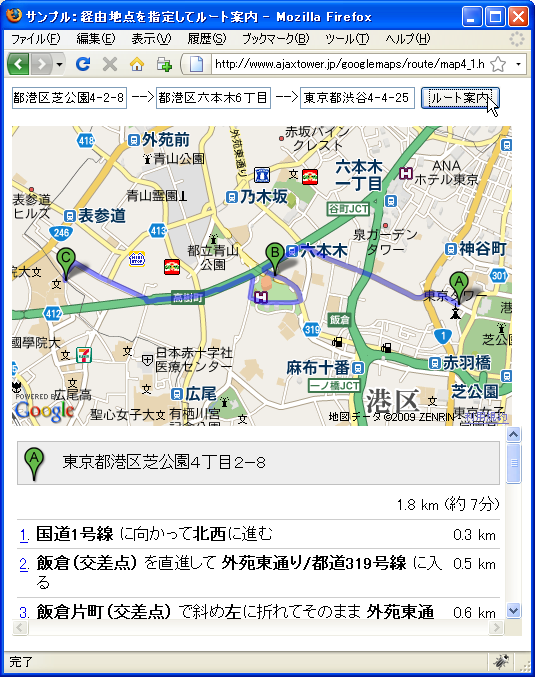 サンプル：経由地点を指定してルート案内 - Mozilla Firefox
ファイル(F) 編集(E) 表示(V) 履歴(S) ブックマーク(B) ツール(T) ヘルプ(H)
http://www.ajaxtower.jp/googlemaps/route/map4_1.h
都港区芝公園4-2-8 --> 都港区六本木6丁目 --> 東京都渋谷4-4-25 ルート案内
418
外苑前
青山公園
外苑東通り
赤坂パイン
クレスト
六本木
一丁目
ANA
ホテル東京
表参道
ヒルズ
青山霊園
乃木坂
谷町JCT
表参道
246
413
都立青山
公園
六本木
泉ガーデン
タワー
神谷町
301
C
B
A
高樹町
東京タワー
412
319
飯倉
芝公
國學院大
日本赤十字社
医療センター
麻布十番
赤羽橋
一ノ橋JCT
芝公園
広尾高
広尾
港区
POWERED BY
Google
聖心女子大
有栖川宮
地図データ ©2009 ZENRIN -
A 東京都港区芝公園4丁目2-8
1.8 km (約 7分)
1. 国道1号線 に向かって北西に進む 0.3 km
2. 飯倉(交差点) を直進して 外苑東通り/都道319号線 に入 0.5 km
る
3. 飯倉片町(交差点) で斜め左に折れてそのまま 外苑東通 0.6 km
完了